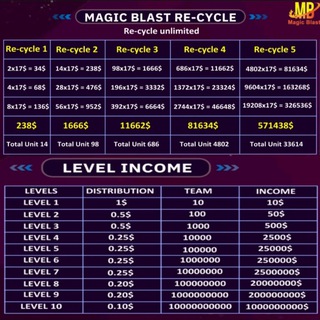 MB
Magic Blast
MAGIC BLAST RE-CYCLE
Re-cycle unlimited
Re-cycle 1 Re-cycle 2 Re-cycle 3 Re-cycle 4 Re-cycle 5
2x17$ = 34$ 14x17$ = 238$ 98x17$ = 1666$ 686x17$ = 11662$ 4802x17$ = 81634$
4x17$ = 68$ 28x17$ = 476$ 196x17$ = 3332$ 1372x17$ = 23324$ 9604x17$ = 163268$
8x17$ = 136$ 56x17$ = 952$ 392x17$ = 6664$ 2744x17$ = 46648$ 19208x17$ = 326536$
238$ 1666$ 11662$ 81634$ 571438$
Total Unit 14 Total Unit 98 Total Unit 686 Total Unit 4802 Total Unit 33614
LEVEL INCOME
LEVELS DISTRIBUTION TEAM INCOME
LEVEL 1 1$ 10 10$
LEVEL 2 0.5$ 100 50$
LEVEL 3 0.5$ 1000 500$
LEVEL 4 0.25$ 10000 2500$
LEVEL 5 0.25$ 100000 25000$
LEVEL 6 0.25$ 1000000 250000$
LEVEL 7 0.25$ 10000000 2500000$
LEVEL 8 0.20$ 100000000 20000000$
LEVEL 9 0.20$ 1000000000 200000000$
LEVEL 10 0.10$ 10000000000 1000000000$